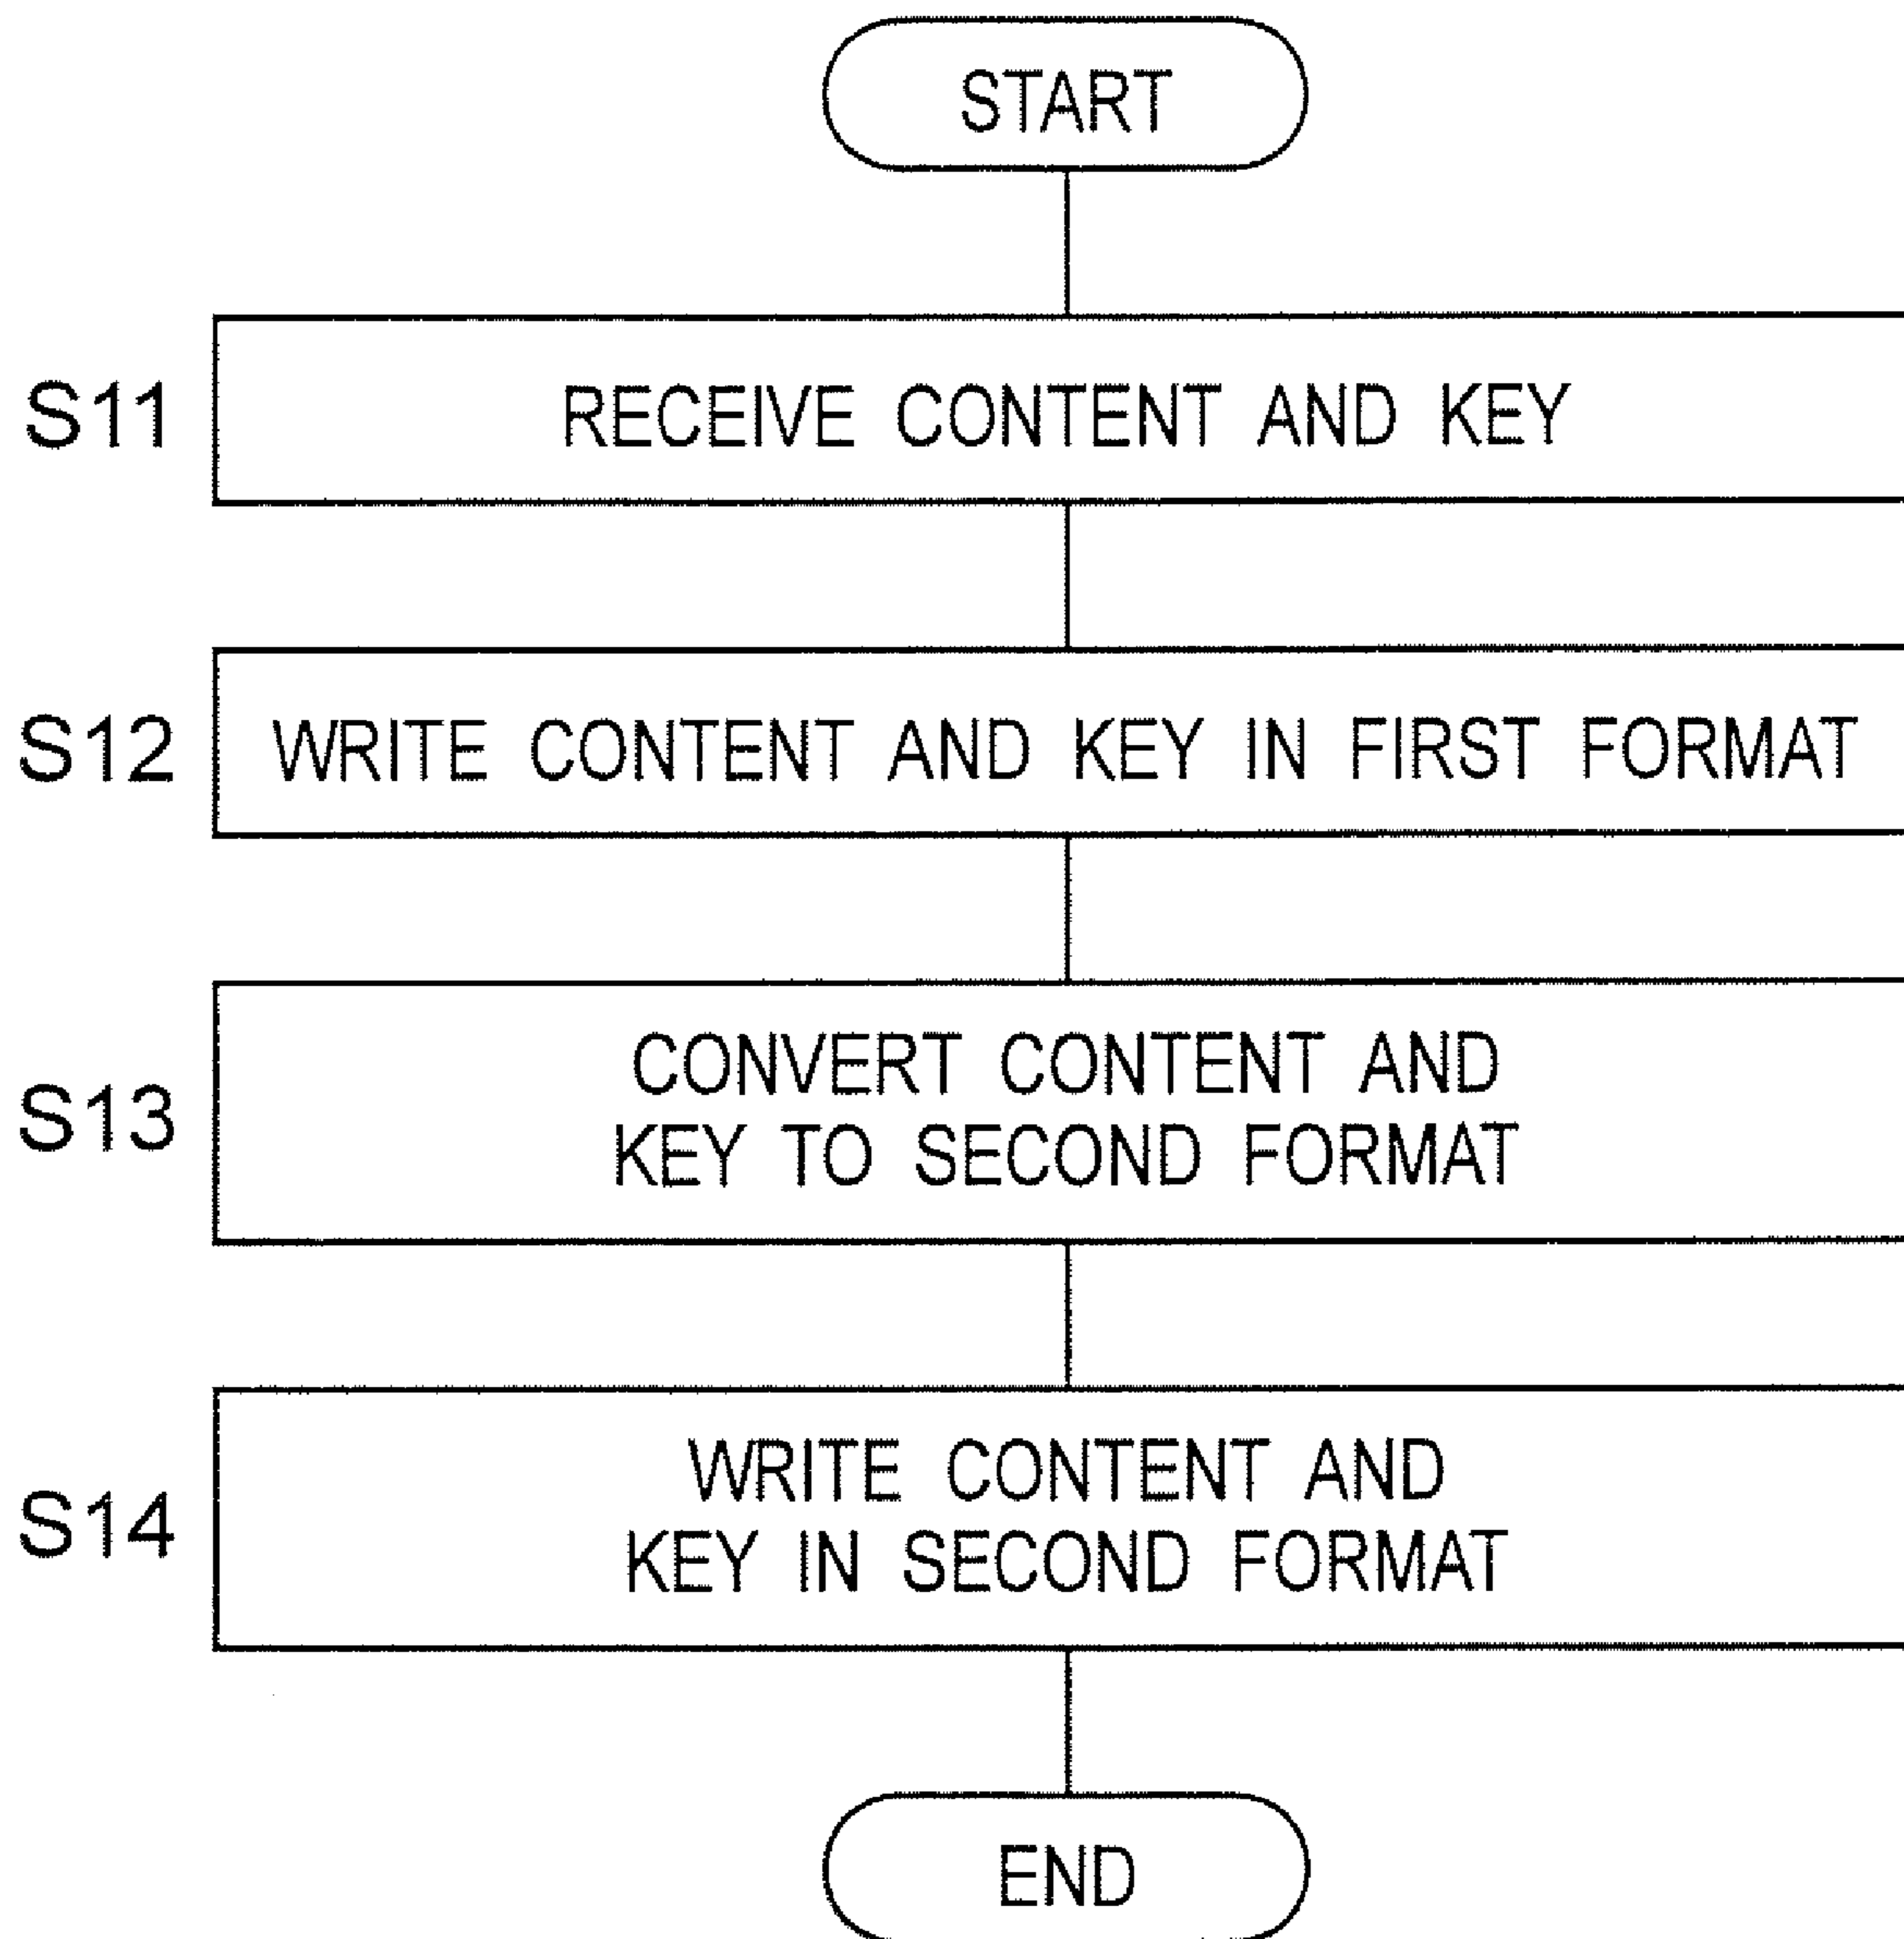 START
S11
RECEIVE CONTENT AND KEY
S12
WRITE CONTENT AND KEY IN FIRST FORMAT
S13
CONVERT CONTENT AND
KEY TO SECOND FORMAT
S14
WRITE CONTENT AND
KEY IN SECOND FORMAT
END